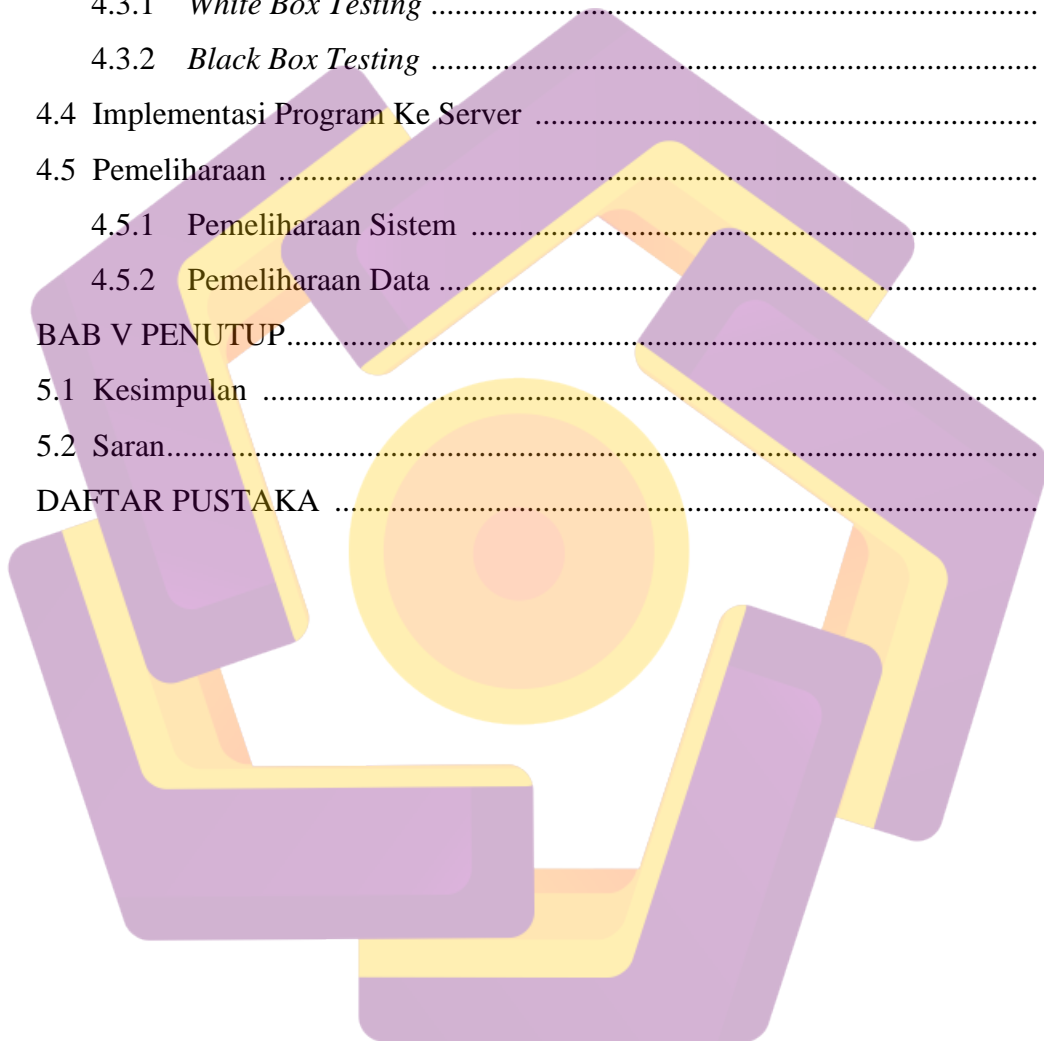 4.3.1 White Box Testing ................................................................
4.3.2 Black Box Testing ................................................................
4.4 Implementasi Program Ke Server ................................................................
4.5 Pemeliharaan ................................................................
4.5.1 Pemeliharaan Sistem ................................................................
4.5.2 Pemeliharaan Data ................................................................
BAB V PENUTUP................................................................
5.1 Kesimpulan ................................................................
5.2 Saran................................................................
DAFTAR PUSTAKA ................................................................